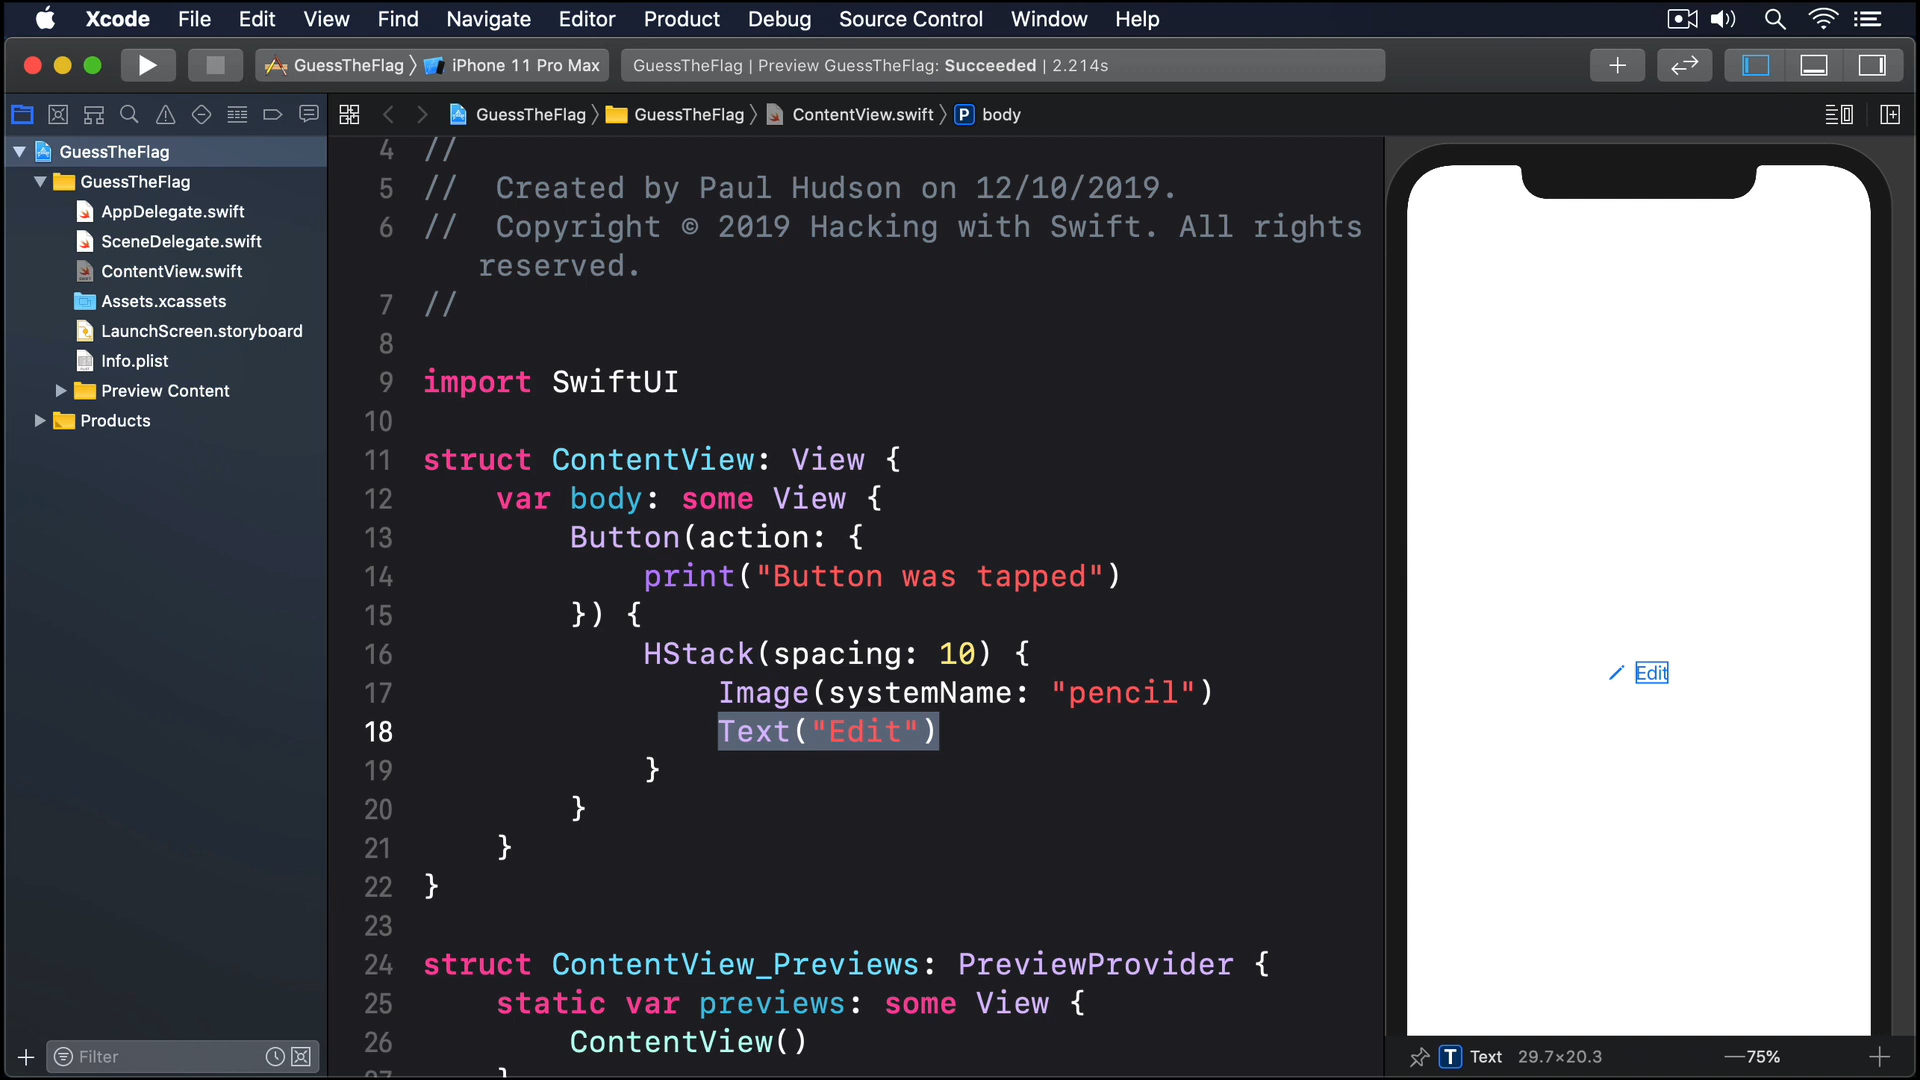 Xcode File Edit View Find Navigate Editor Product Debug Source Control Window Help
GuessTheFlag 〉 iPhone 11 Pro Max
GuessTheFlag | Preview GuessTheFlag: Succeeded | 2.214s
GuessTheFlag 〉 GuessTheFlag 〉 ContentView.swift 〉 P body
GuessTheFlag
GuessTheFlag
AppDelegate.swift
SceneDelegate.swift
ContentView.swift
Assets.xcassets
LaunchScreen.storyboard
Info.plist
Preview Content
Products
Filter
4 //
5 //  Created by Paul Hudson on 12/10/2019.
6 //  Copyright © 2019 Hacking with Swift. All rights
reserved.
7 //
8
9 import SwiftUI
10
11 struct ContentView: View {
12     var body: some View {
13         Button(action: {
14             print("Button was tapped")
15         }) {
16             HStack(spacing: 10) {
17                 Image(systemName: "pencil")
18                 Text("Edit")
19             }
20         }
21     }
22 }
23
24 struct ContentView_Previews: PreviewProvider {
25     static var previews: some View {
26         ContentView()
Edit
T Text 29.7×20.3
75%